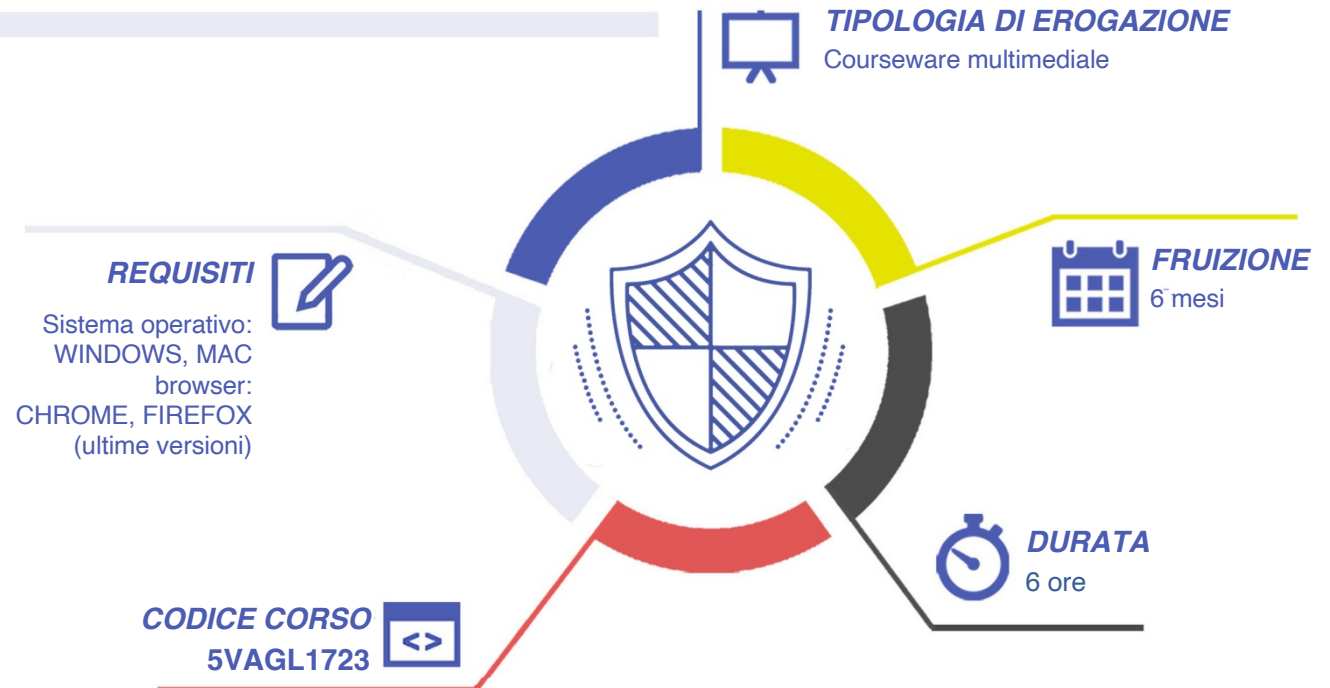 TIPOLOGIA DI EROGAZIONE
Courseware multimediale
REQUISITI
Sistema operativo:
WINDOWS, MAC
browser:
CHROME, FIREFOX
(ultime versioni)
FRUIZIONE
6 mesi
DURATA
6 ore
CODICE CORSO
5VAGL1723
<>